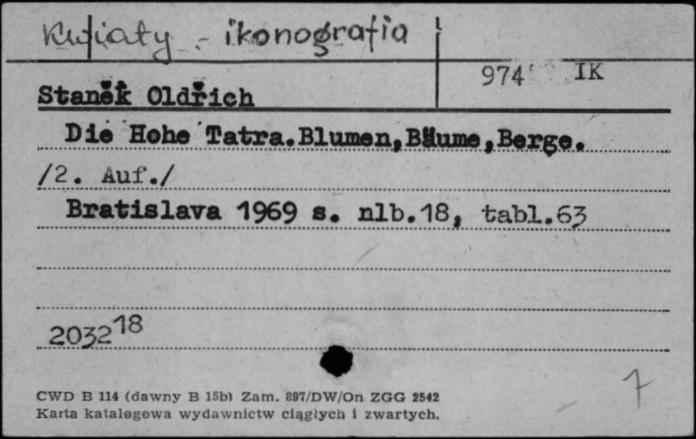 Kwiaty - ikonografia
974 IK
Staněk Oldřich
Die Hohe Tatra.Blumen,Bäume,Berge.
/2. Auf./
Bratislava 1969 s. nlb.18, tabl.63
2032 18
7
CWD B 114 (dawny B 15b) Zam. 897/DW/On ZGG 2542
Karta katalogowa wydawnictw ciągłych i zwartych.